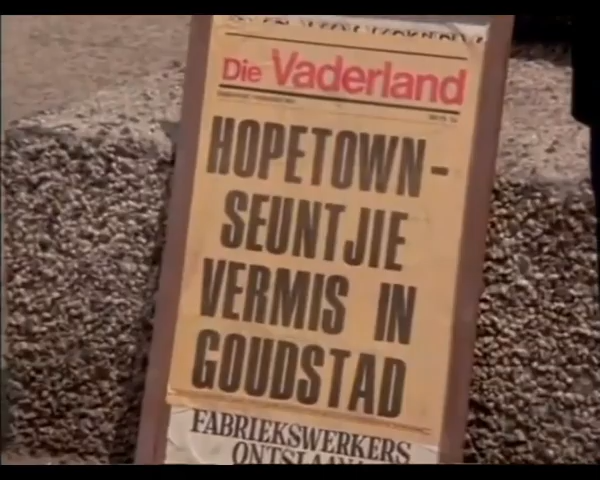 Die Vaderland
HOPETOWN-
SEUNTJIE
VERMIS IN
GOUDSTAD
FABRIEKSWERKERS